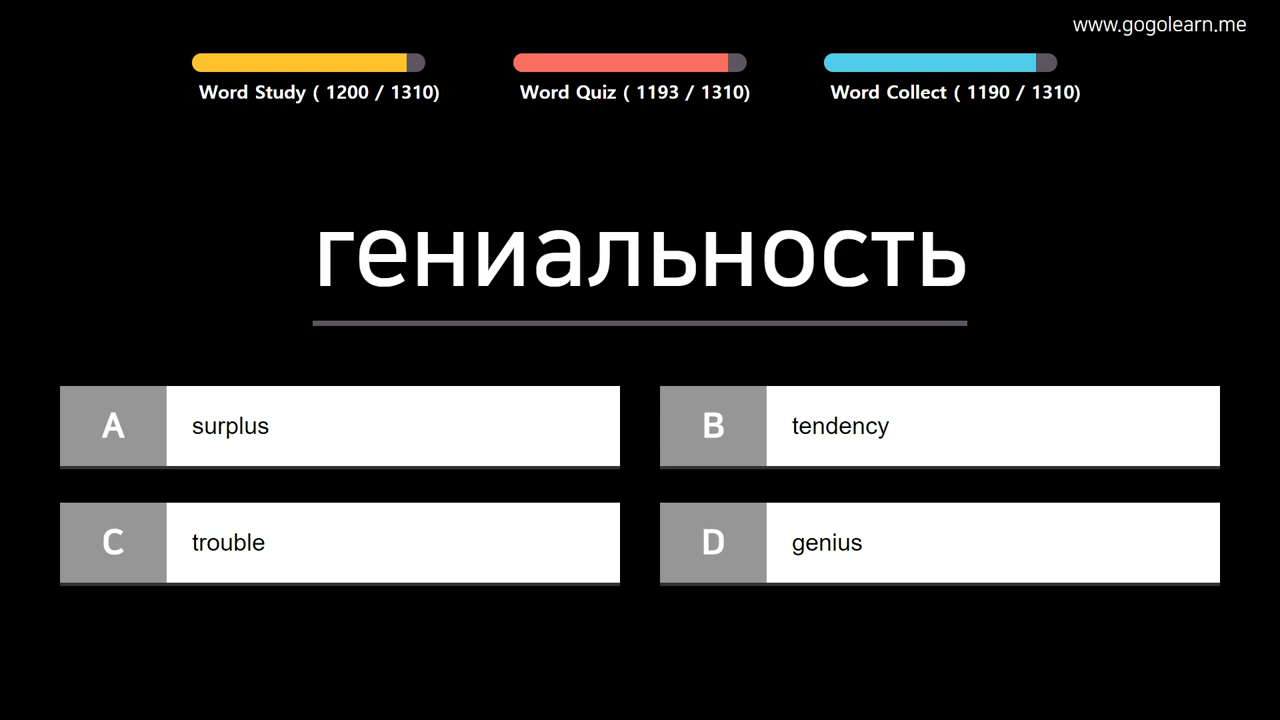 www.gogolearn.me
Word Study ( 1200 / 1310)
Word Quiz ( 1193 / 1310)
Word Collect ( 1190 / 1310)
гениальность
A surplus
B tendency
C trouble
D genius